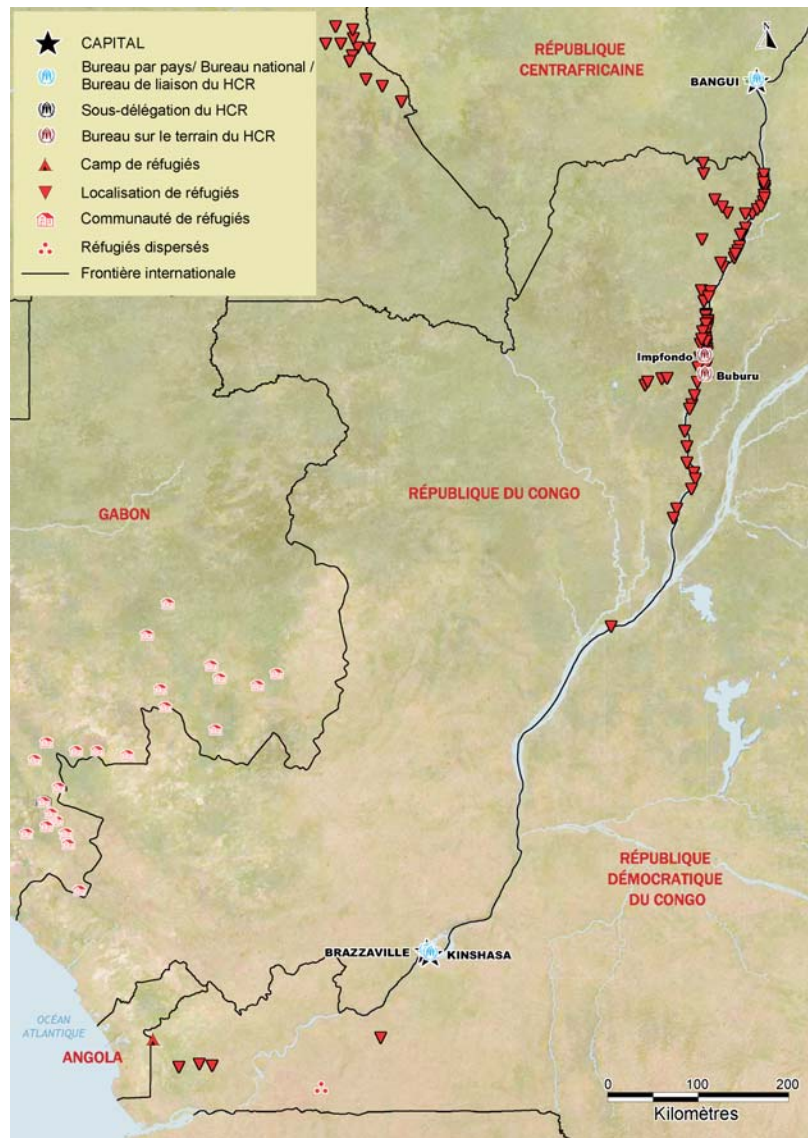 CAPITAL
Bureau par pays/ Bureau national /
Bureau de liaison du HCR
Sous-délégation du HCR
Bureau sur le terrain du HCR
Camp de réfugiés
Localisation de réfugiés
Communauté de réfugiés
Réfugiés dispersés
Frontière internationale
N
RÉPUBLIQUE
CENTRAFRICAINE
BANGUI
Impfondo
Buburu
RÉPUBLIQUE DU CONGO
GABON
RÉPUBLIQUE
DÉMOCRATIQUE
DU CONGO
BRAZZAVILLE
KINSHASA
OCÉAN
ATLANTIQUE
ANGOLA
0 100 200
Kilomètres